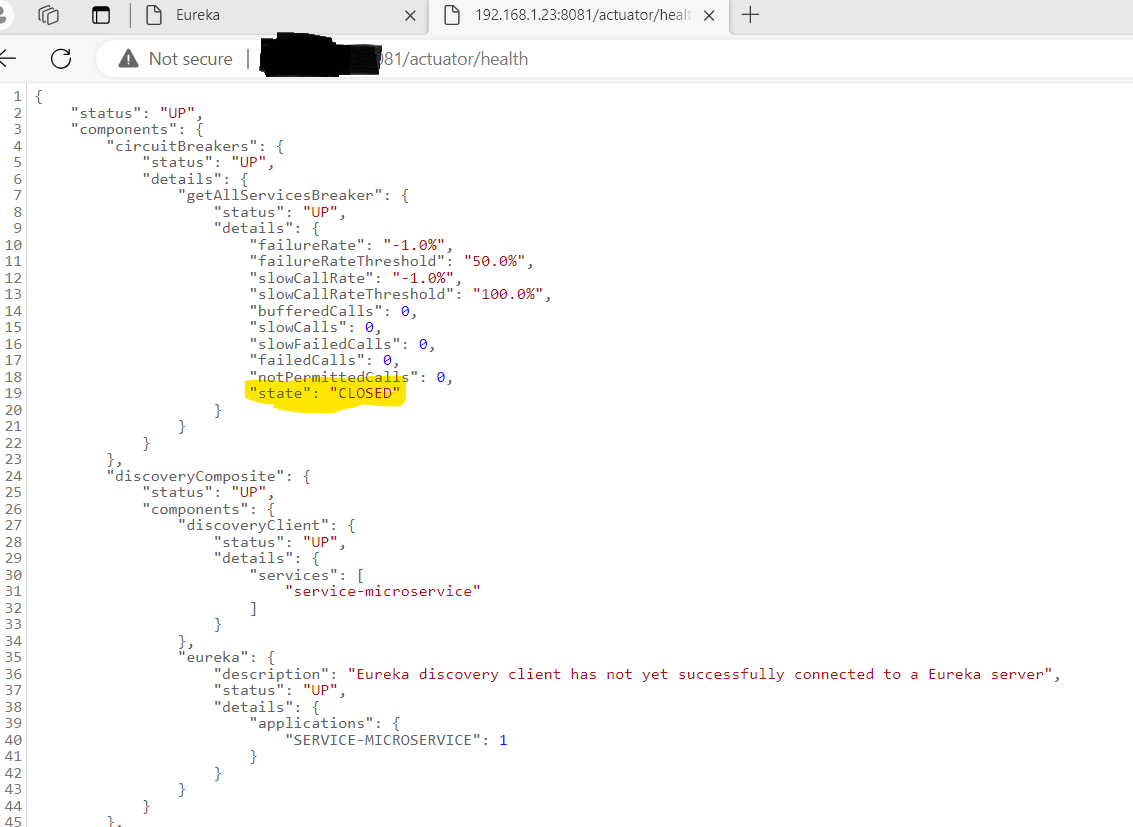 Eureka
192.168.1.23:8081/actuator/healt
Not secure
081/actuator/health
1 {
2 "status": "UP",
3 "components": {
4 "circuitBreakers": {
5 "status": "UP",
6 "details": {
7 "getAllServicesBreaker": {
8 "status": "UP",
9 "details": {
10 "failureRate": "-1.0%",
11 "failureRateThreshold": "50.0%",
12 "slowCallRate": "-1.0%",
13 "slowCallRateThreshold": "100.0%",
14 "bufferedCalls": 0,
15 "slowCalls": 0,
16 "slowFailedCalls": 0,
17 "failedCalls": 0,
18 "notPermittedCalls": 0,
19 "state": "CLOSED"
20 }
21 }
22 }
23 },
24 "discoveryComposite": {
25 "status": "UP",
26 "components": {
27 "discoveryClient": {
28 "status": "UP",
29 "details": {
30 "services": [
31 "service-microservice"
32 ]
33 }
34 },
35 "eureka": {
36 "description": "Eureka discovery client has not yet successfully connected to a Eureka server",
37 "status": "UP",
38 "details": {
39 "applications": {
40 "SERVICE-MICROSERVICE": 1
41 }
42 }
43 }
44 }
45 },